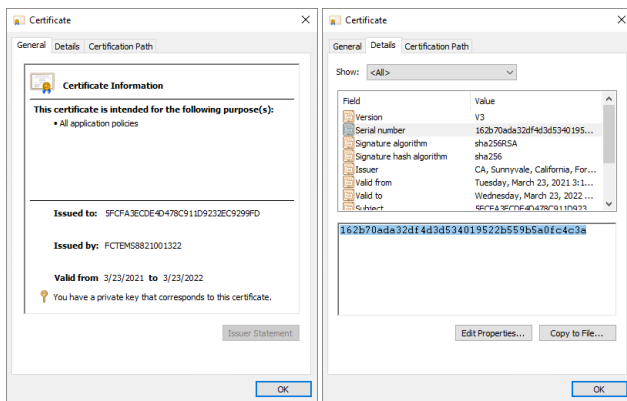 Certificate
General Details Certification Path
Certificate Information
This certificate is intended for the following purpose(s):
• All application policies
Issued to: 5FCFA3ECDE4D478C911D9232EC9299FD
Issued by: FCTEMS8821001322
Valid from 3/23/2021 to 3/23/2022
You have a private key that corresponds to this certificate.
Issuer Statement
OK
Certificate
General Details Certification Path
Show: <All>
Field Value
Version V3
Serial number 162b70ada32df4d3d5340195...
Signature algorithm sha256RSA
Signature hash algorithm sha256
Issuer CA, Sunnyvale, California, For...
Valid from Tuesday, March 23, 2021 3:1...
Valid to Wednesday, March 23, 2022 ...
Subject 5FCFA3ECDE4D478C911D923
162b70ada32df4d3d534019522b559b5a0fc4c3a
Edit Properties... Copy to File...
OK